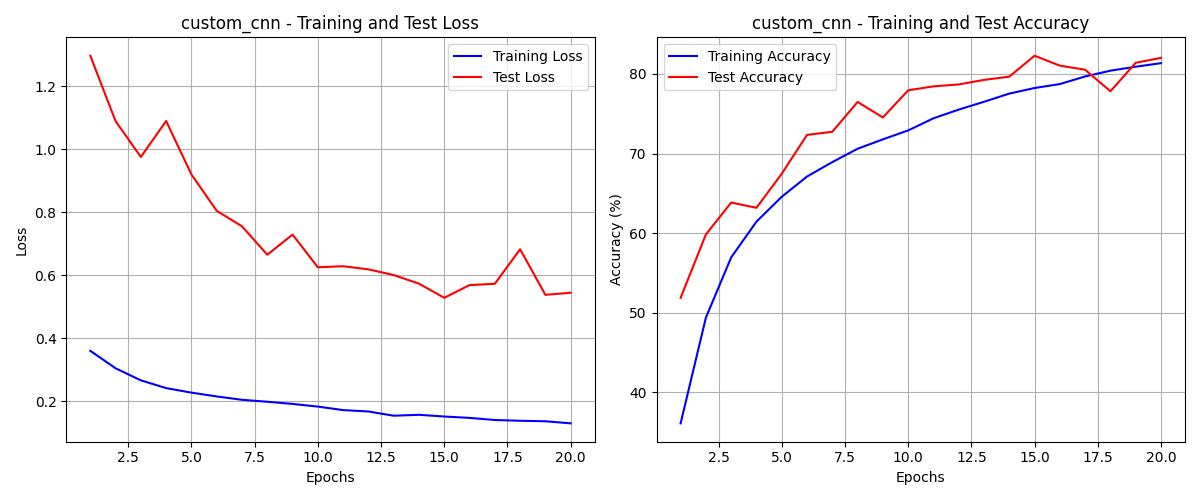 custom_cnn - Training and Test Loss
Training Loss
Test Loss
Loss
1.2
1.0
0.8
0.6
0.4
0.2
2.5 5.0 7.5 10.0 12.5 15.0 17.5 20.0
Epochs
custom_cnn - Training and Test Accuracy
Training Accuracy
Test Accuracy
Accuracy (%)
80
70
60
50
40
2.5 5.0 7.5 10.0 12.5 15.0 17.5 20.0
Epochs